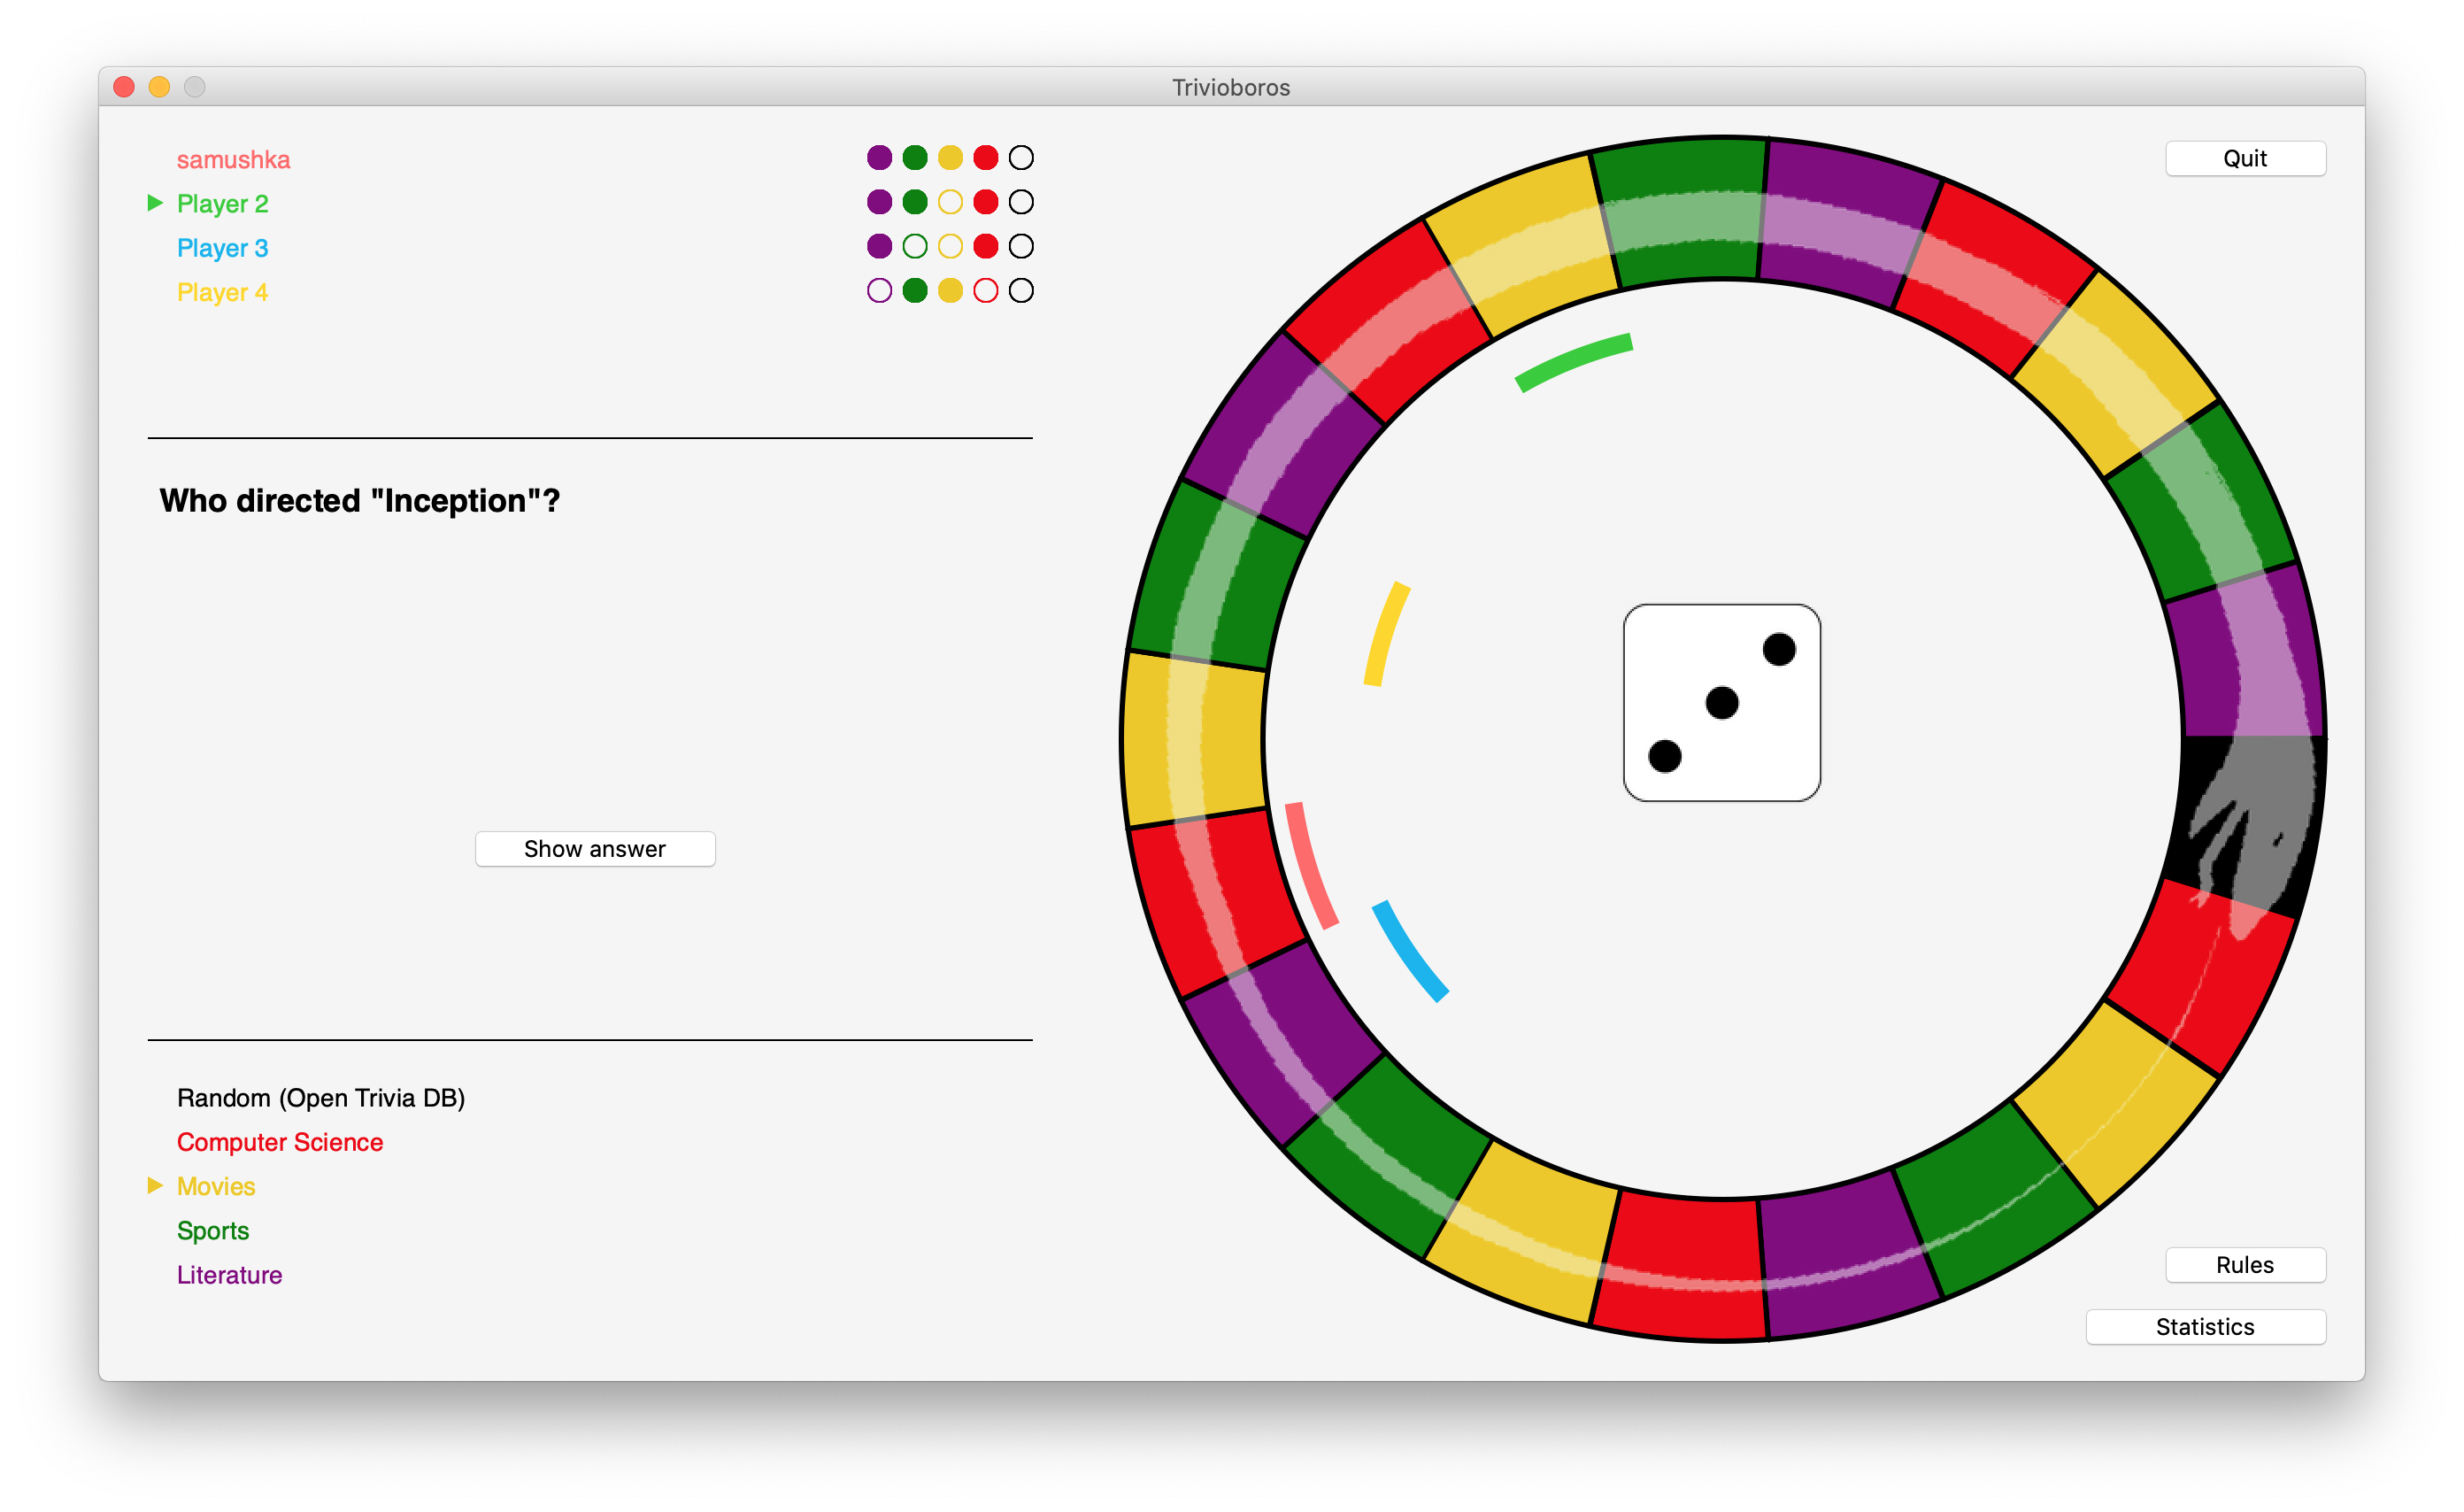 Trivioboros
samushka
Player 2
Player 3
Player 4
Quit
Who directed "Inception"?
Show answer
Random (Open Trivia DB)
Computer Science
Movies
Sports
Literature
Rules
Statistics